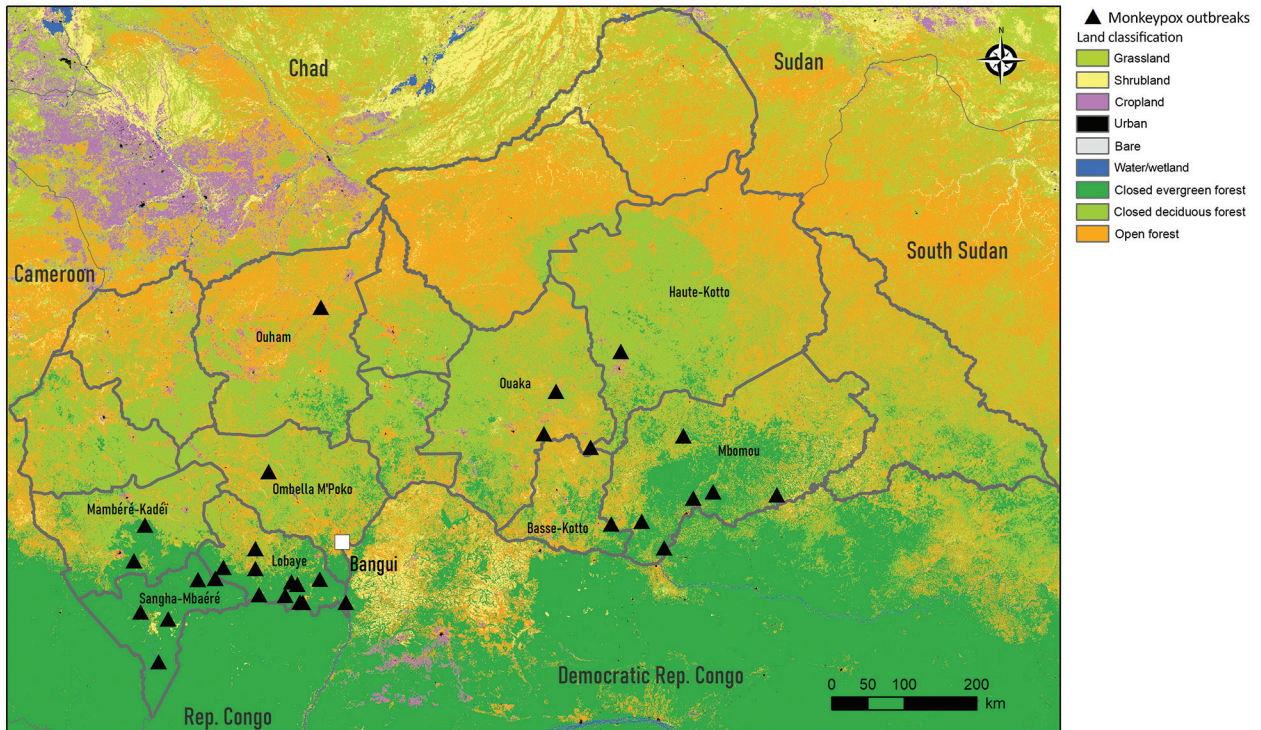 Monkeypox outbreaks
Land classification
Grassland
Shrubland
Cropland
Urban
Bare
Water/wetland
Closed evergreen forest
Closed deciduous forest
Open forest
N
Chad
Sudan
Cameroon
South Sudan
Haute-Kotto
Ouham
Ouaka
Mbomou
Ombella M'Poko
Mambéré-Kadéï
Basse-Kotto
Lobaye
Bangui
Sangha-Mbaéré
Democratic Rep. Congo
Rep. Congo
0 50 100 200
km